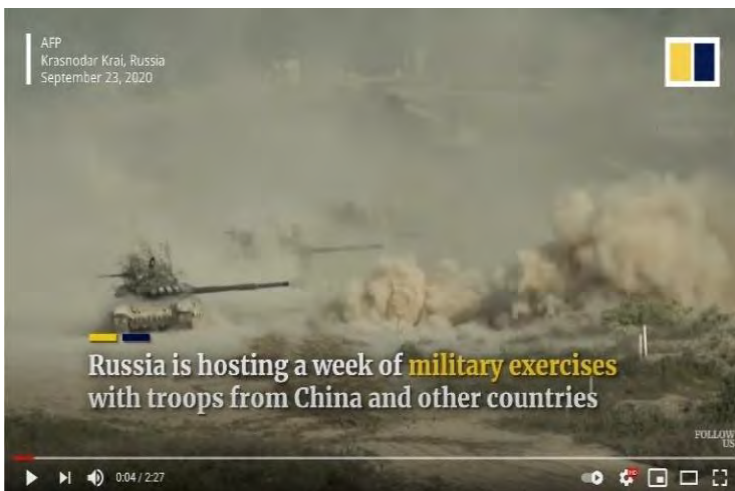 AFP
Krasnodar Krai, Russia
September 23, 2020
Russia is hosting a week of military exercises
with troops from China and other countries
FOLLOW
US
0:04 / 2:27